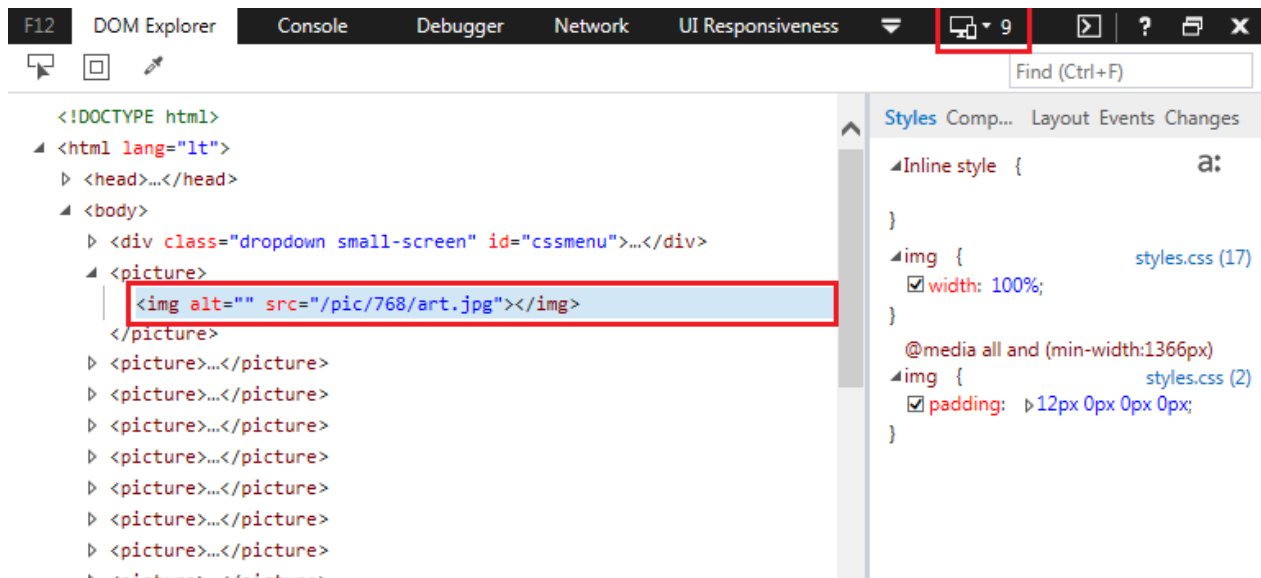 F12 DOM Explorer Console Debugger Network UI Responsiveness 9 ?
Find (Ctrl+F)
<!DOCTYPE html>
<html lang="lt">
<head>…</head>
<body>
<div class="dropdown small-screen" id="cssmenu">…</div>
<picture>
<img alt="" src="/pic/768/art.jpg"></img>
</picture>
<picture>…</picture>
<picture>…</picture>
<picture>…</picture>
<picture>…</picture>
<picture>…</picture>
<picture>…</picture>
<picture>…</picture>
Styles Comp... Layout Events Changes
Inline style { a:
}
img { styles.css (17)
width: 100%;
}
@media all and (min-width:1366px)
img { styles.css (2)
padding: 12px 0px 0px 0px;
}